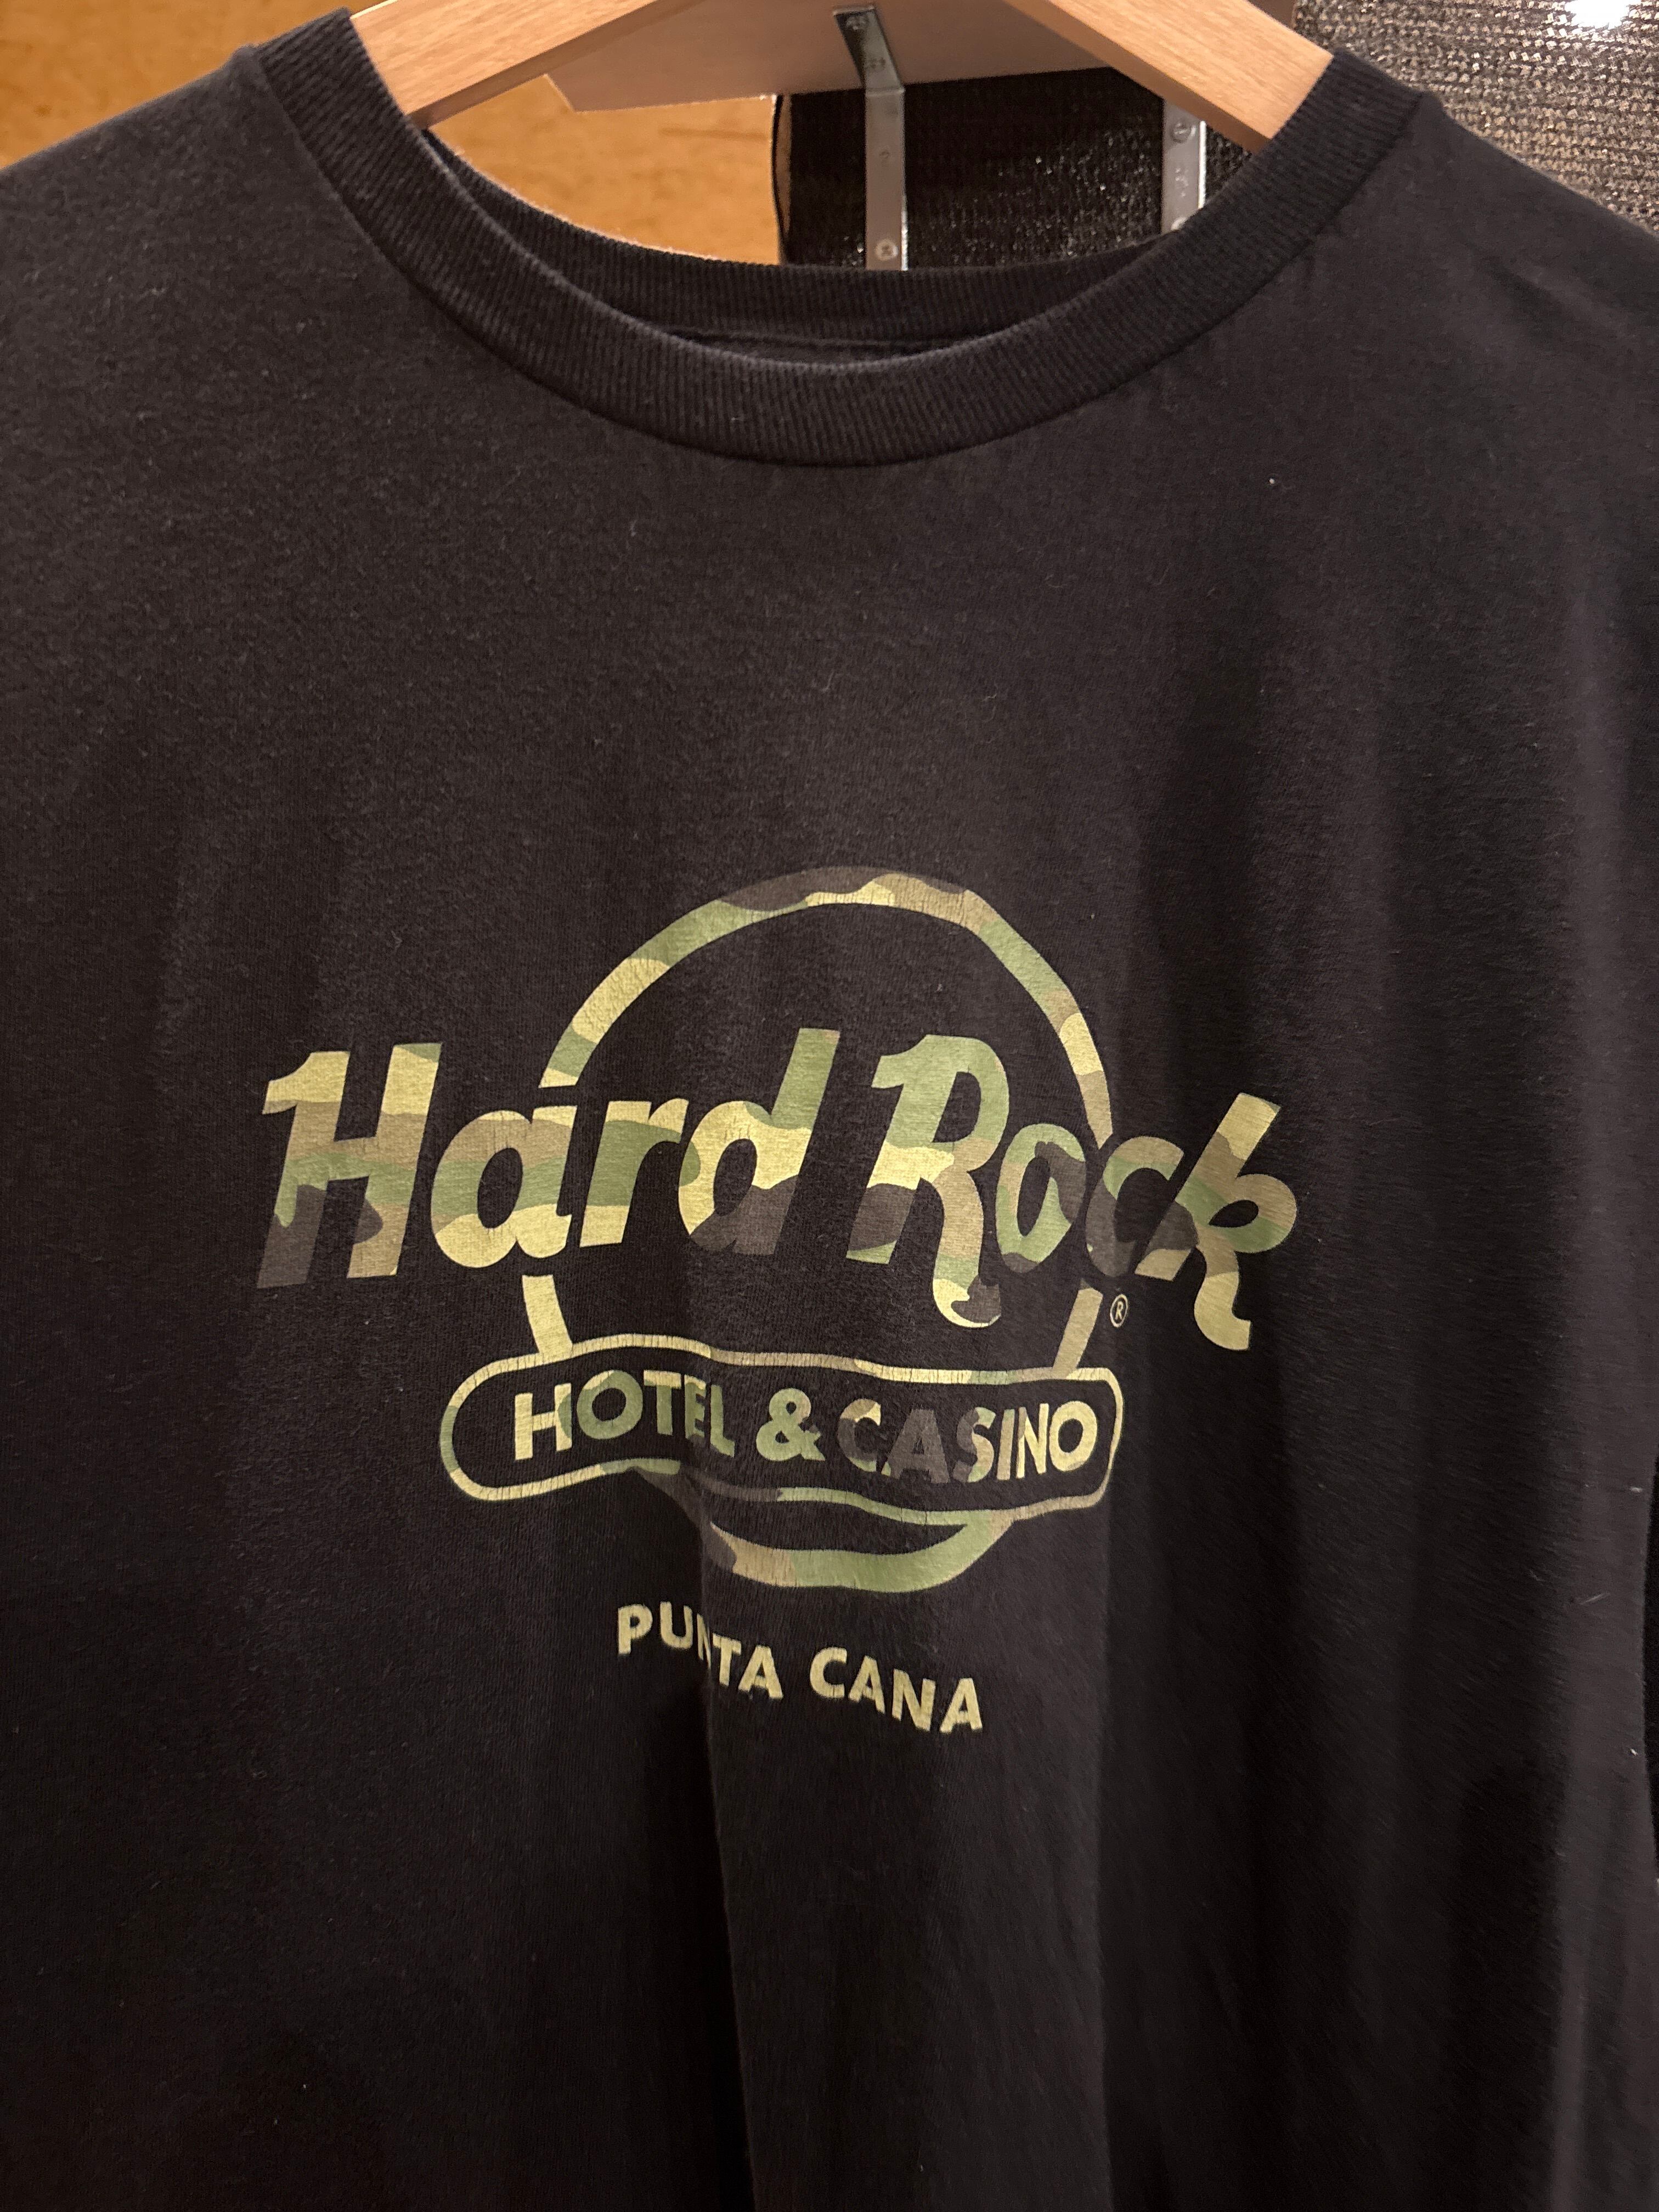 Hard Rock
®
HOTEL & CASINO
PUNTA CANA